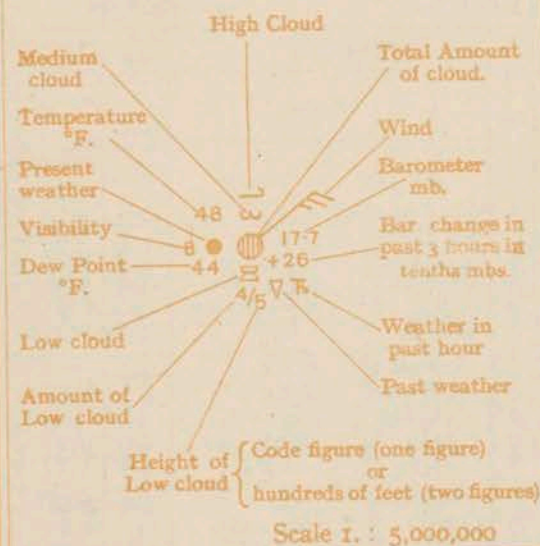 High Cloud
Medium
cloud
Total Amount
of cloud.
Temperature
°F.
Wind
Present
weather
Barometer
mb.
48
Visibility
8
17·7
Bar. change in
past 3 hours in
tenths mbs.
+26
Dew Point
°F.
44
4/5
Low cloud
Weather in
past hour
Amount of
Low cloud
Past weather
Height of
Low cloud
Code figure (one figure)
or
hundreds of feet (two figures)
Scale 1. : 5,000,000